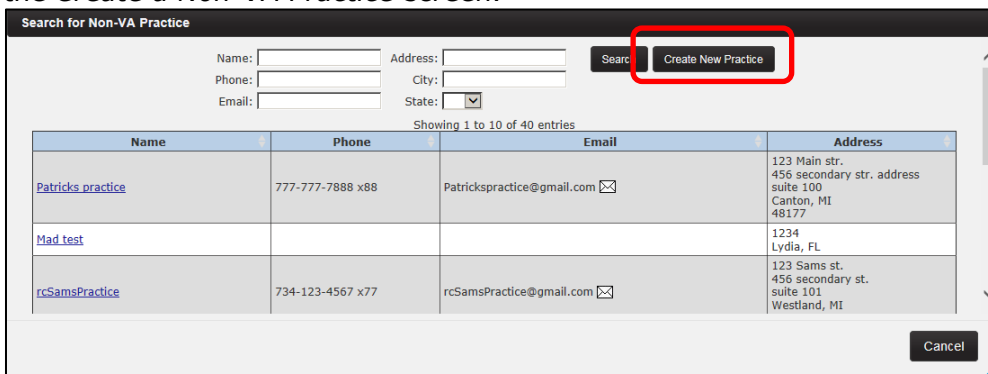 the Create a Non-VA Practice screen.
Search for Non-VA Practice
Name: Address: Search Create New Practice
Phone: City:
Email: State:
Showing 1 to 10 of 40 entries
Name Phone Email Address
Patricks practice 777-777-7888 x88 Patrickspractice@gmail.com 123 Main str.
456 secondary str. address
suite 100
Canton, MI
48177
Mad test 1234
Lydia, FL
rcSamsPractice 734-123-4567 x77 rcSamsPractice@gmail.com 123 Sams st.
456 secondary st.
suite 101
Westland, MI
Cancel